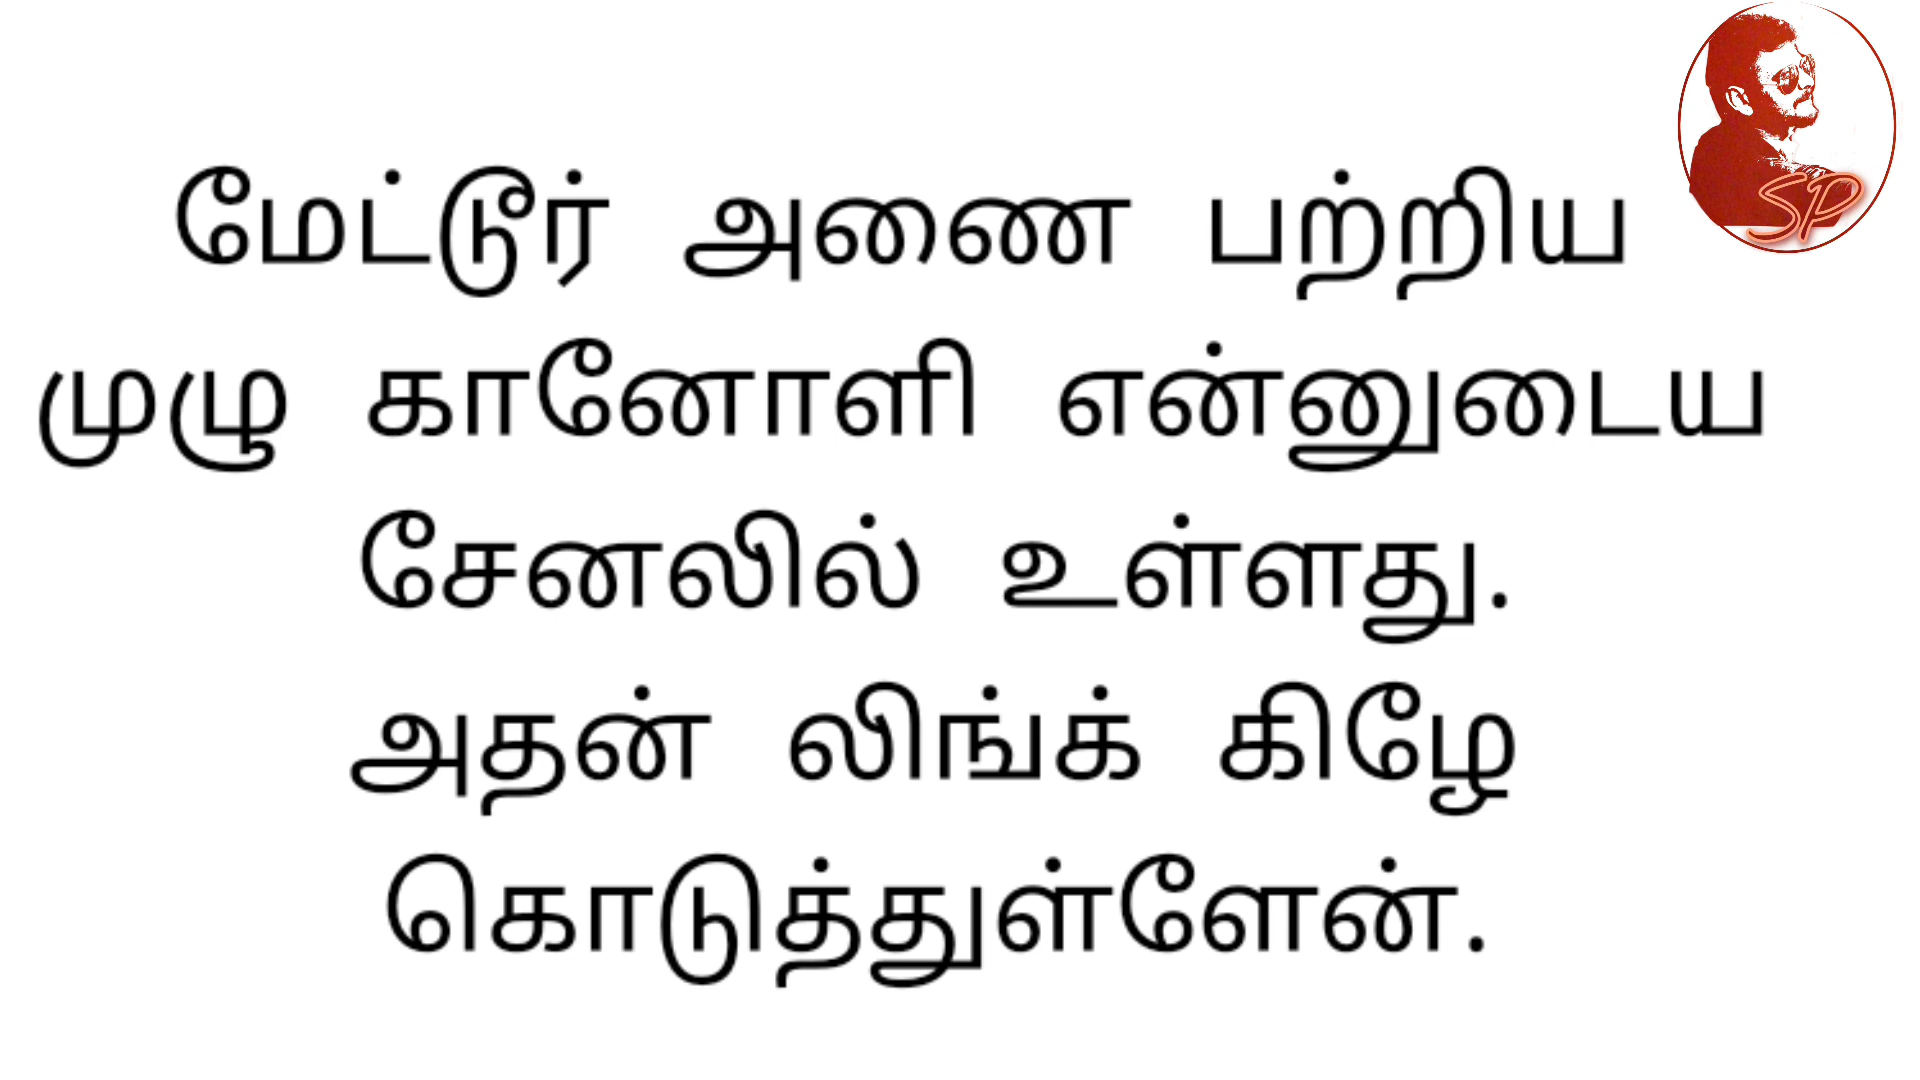 மேட்டூர் அணை பற்றிய
முழு கானோளி என்னுடைய
சேனலில் உள்ளது.
அதன் லிங்க் கிழே
கொடுத்துள்ளேன்.
SP